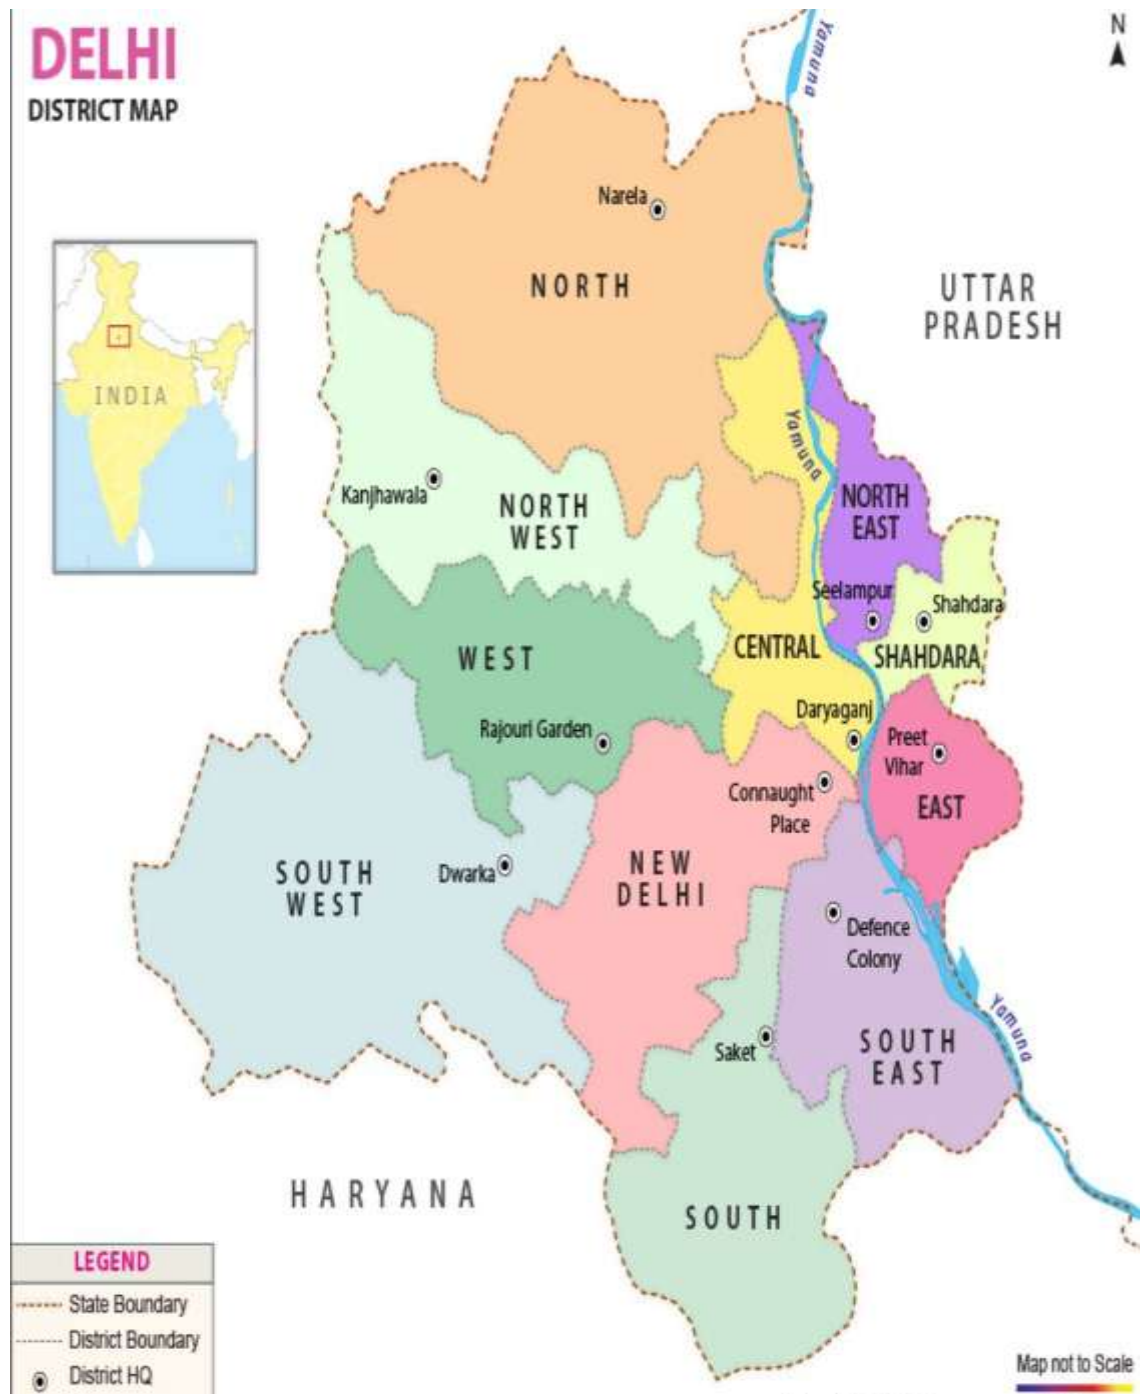 DELHI
DISTRICT MAP
N
Yamuna
Narela
NORTH
UTTAR
PRADESH
INDIA
Yamuna
Kanjhawala
NORTH
WEST
NORTH
EAST
Seelampur
Shahdara
CENTRAL
SHAHDARA
WEST
Daryaganj
Rajouri Garden
Preet
Vihar
Connaught
Place
EAST
SOUTH
WEST
Dwarka
NEW
DELHI
Defence
Colony
Yamuna
Saket
SOUTH
EAST
HARYANA
SOUTH
LEGEND
State Boundary
District Boundary
District HQ
Map not to Scale